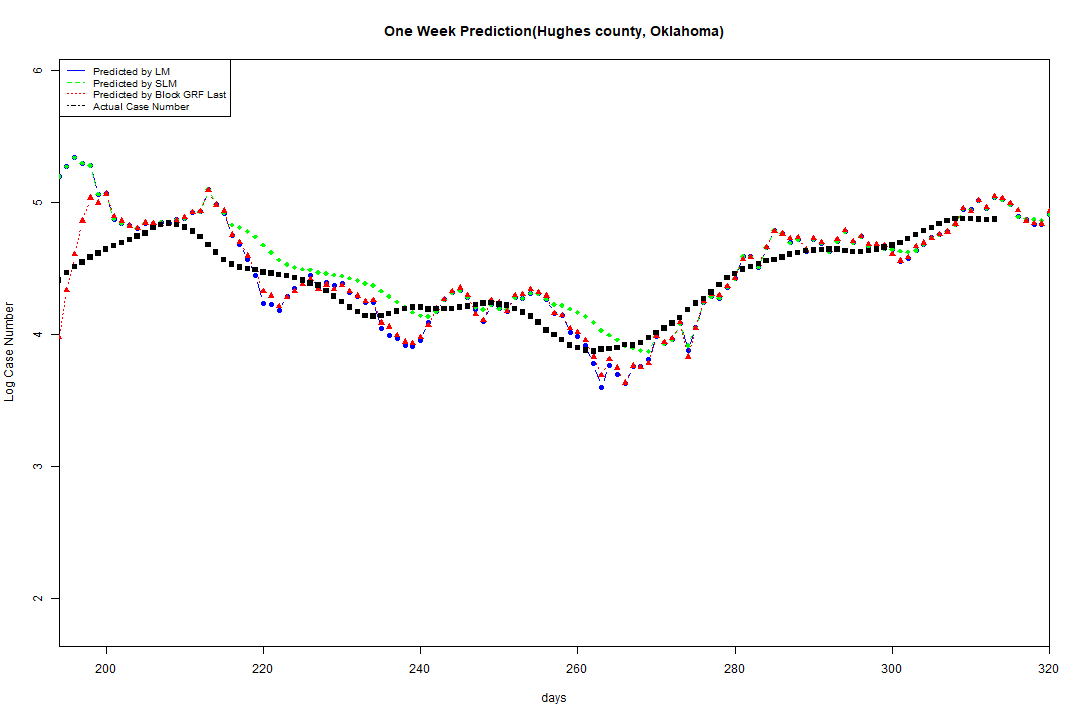 One Week Prediction(Hughes county, Oklahoma)
Predicted by LM
Predicted by SLM
Predicted by Block GRF Last
Actual Case Number
Log Case Number
6
5
4
3
2
200 220 240 260 280 300 320
days